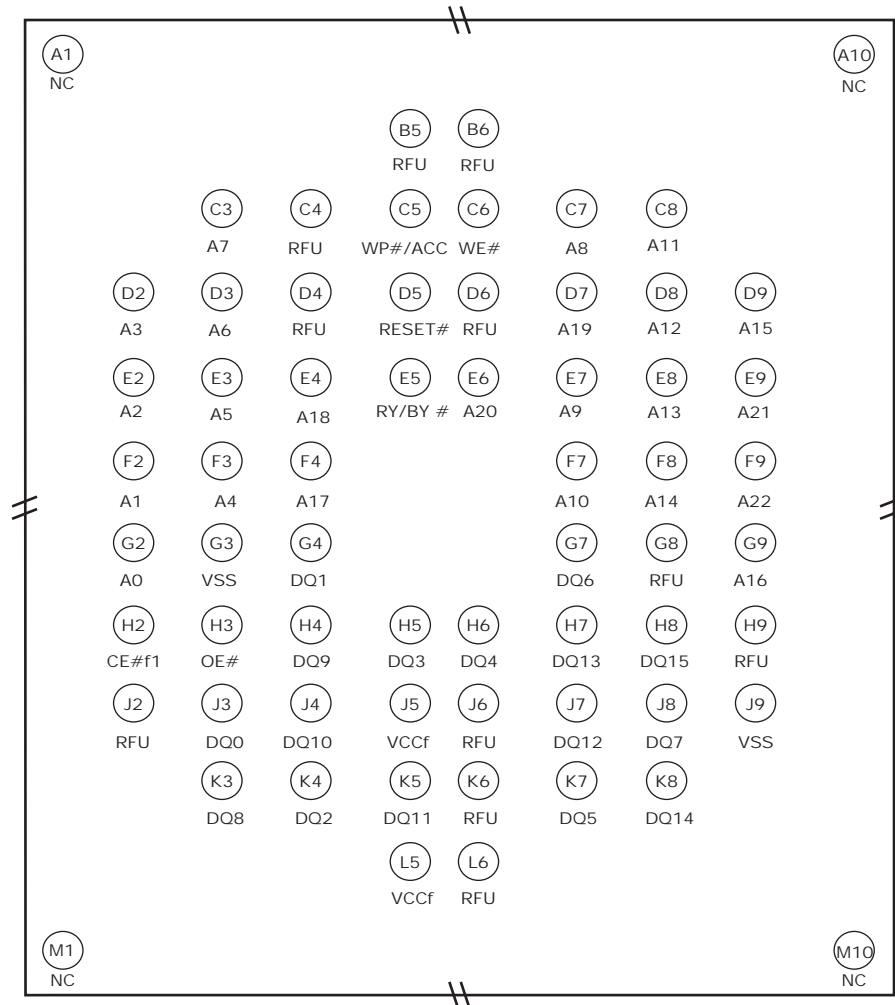 A1 A10
NC NC
B5 B6
RFU RFU
C3 C4 C5 C6 C7 C8
A7 RFU WP#/ACC WE# A8 A11
D2 D3 D4 D5 D6 D7 D8 D9
A3 A6 RFU RESET# RFU A19 A12 A15
E2 E3 E4 E5 E6 E7 E8 E9
A2 A5 A18 RY/BY # A20 A9 A13 A21
F2 F3 F4 F7 F8 F9
A1 A4 A17 A10 A14 A22
G2 G3 G4 G7 G8 G9
A0 VSS DQ1 DQ6 RFU A16
H2 H3 H4 H5 H6 H7 H8 H9
CE#f1 OE# DQ9 DQ3 DQ4 DQ13 DQ15 RFU
J2 J3 J4 J5 J6 J7 J8 J9
RFU DQ0 DQ10 VCCf RFU DQ12 DQ7 VSS
K3 K4 K5 K6 K7 K8
DQ8 DQ2 DQ11 RFU DQ5 DQ14
L5 L6
VCCf RFU
M1 M10
NC NC